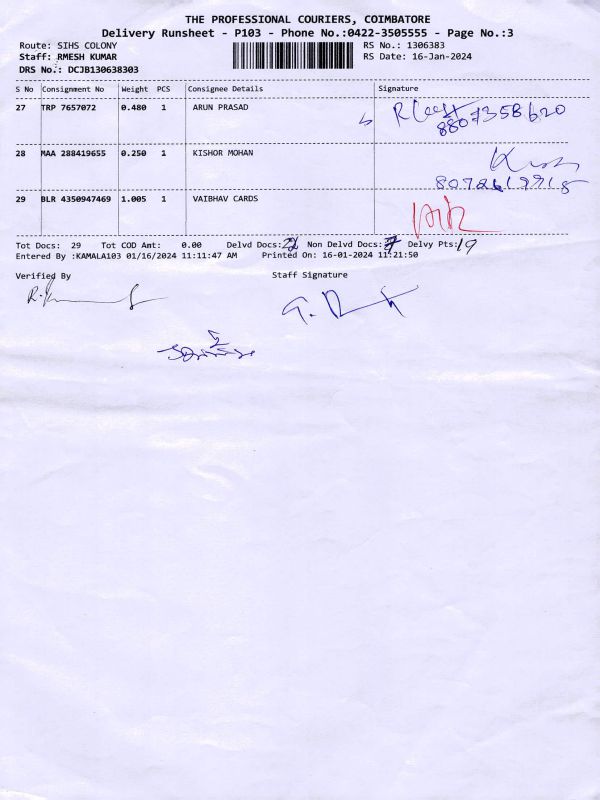 THE PROFESSIONAL COURIERS, COIMBATORE
Delivery Runsheet - P103 - Phone No.:0422-3505555 - Page No.:3
Route: SIHS COLONY RS No.: 1306383
Staff: RMESH KUMAR RS Date: 16-Jan-2024
DRS No.: DCJB130638303
S No Consignment No Weight PCS Consignee Details Signature
27 TRP 7657072 0.480 1 ARUN PRASAD
28 MAA 288419655 0.250 1 KISHOR MOHAN
29 BLR 4350947469 1.005 1 VAIBHAV CARDS
Tot Docs: 29 Tot COD Amt: 0.00 Delvd Docs: 22 Non Delvd Docs: 7 Delvy Pts: 19
Entered By :KAMALA103 01/16/2024 11:11:47 AM Printed On: 16-01-2024 11:21:50
Verified By Staff Signature